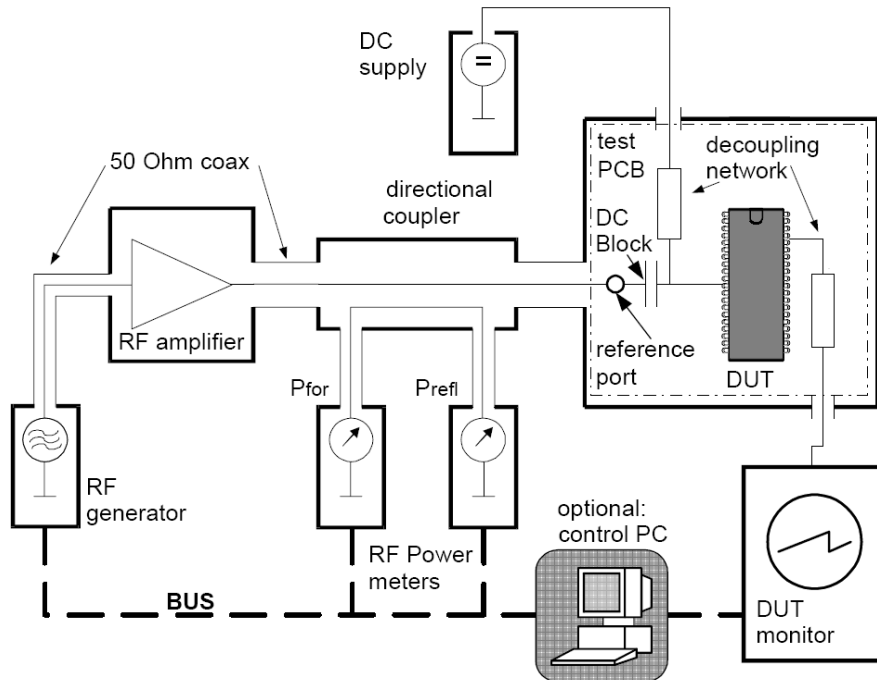 DC
supply
50 Ohm coax
directional
coupler
test
PCB
decoupling
network
DC
Block
RF amplifier
reference
port
DUT
Pfor
Prefl
RF
generator
RF Power
meters
optional:
control PC
BUS
DUT
monitor